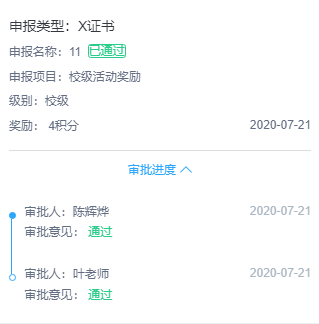 申报类型：X证书
申报名称：11 已通过
申报项目：校级活动奖励
级别：校级
奖励： 4积分 2020-07-21
审批进度
审批人：陈辉烨 2020-07-21
审批意见： 通过
审批人：叶老师 2020-07-21
审批意见： 通过